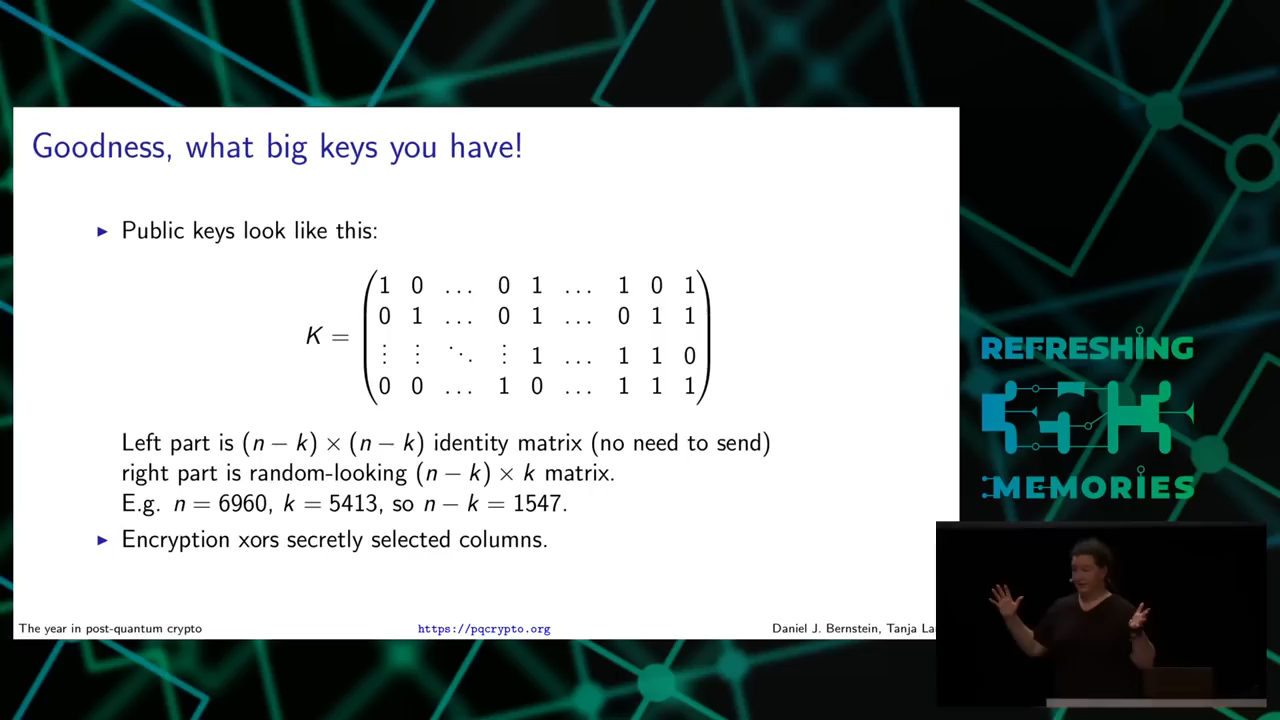 Goodness, what big keys you have!
▶ Public keys look like this:
1 0 … 0 1 … 1 0 1
0 1 … 0 1 … 0 1 1
K = ⋮ ⋮ ⋱ ⋮ 1 … 1 1 0
0 0 … 1 0 … 1 1 1
Left part is (n − k) × (n − k) identity matrix (no need to send)
right part is random-looking (n − k) × k matrix.
E.g. n = 6960, k = 5413, so n − k = 1547.
▶ Encryption xors secretly selected columns.
The year in post-quantum crypto
https://pqcrypto.org
Daniel J. Bernstein, Tanja La
REFRESHING
MEMORIES